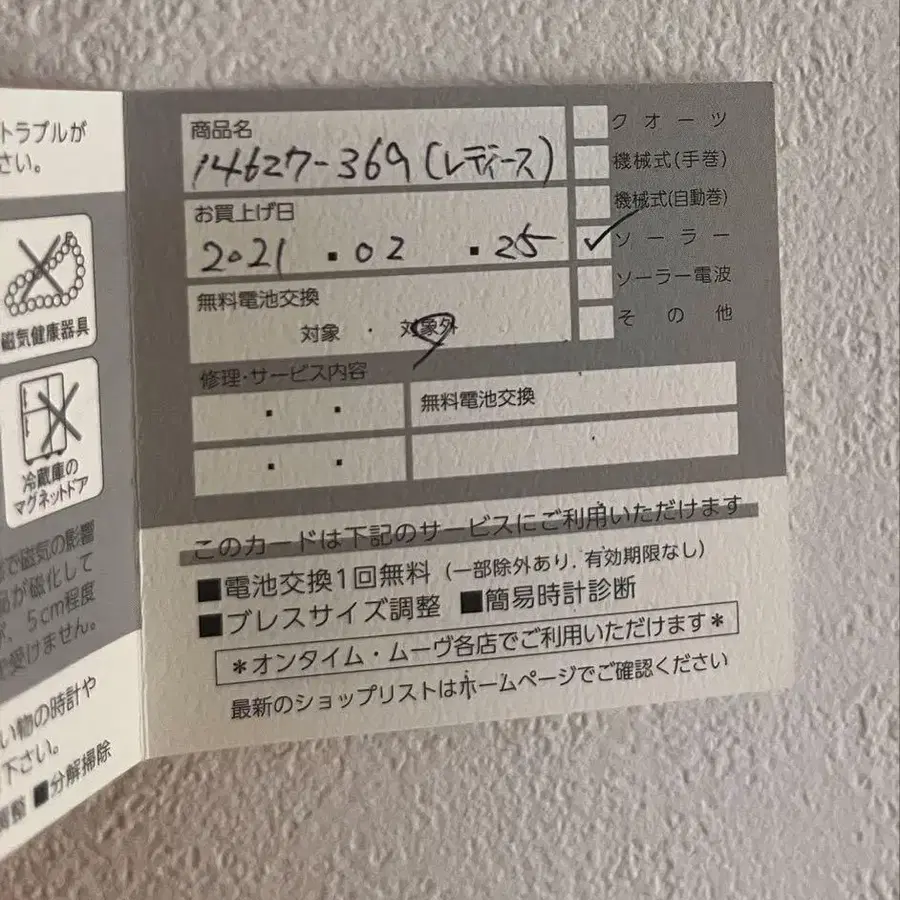 トラブルが
さい。
磁気健康器具
冷蔵庫の
マグネットドア
で磁気の影響
が磁化して
5cm程度
受けません。
い物の時計や
下さい。
調整 ■分解掃除
商品名
14627-369(レディース)
お買上げ日
2021 . 02 . 25
無料電池交換
対象 ・ 対象外
修理・サービス内容
・ ・ 無料電池交換
・ ・
クオーツ
機械式(手巻)
機械式(自動巻)
ソーラー
ソーラー電波
その他
このカードは下記のサービスにご利用いただけます
■電池交換1回無料 (一部除外あり、有効期限なし)
■ブレスサイズ調整 ■簡易時計診断
*オンタイム・ムーヴ各店でご利用いただけます*
最新のショップリストはホームページでご確認ください